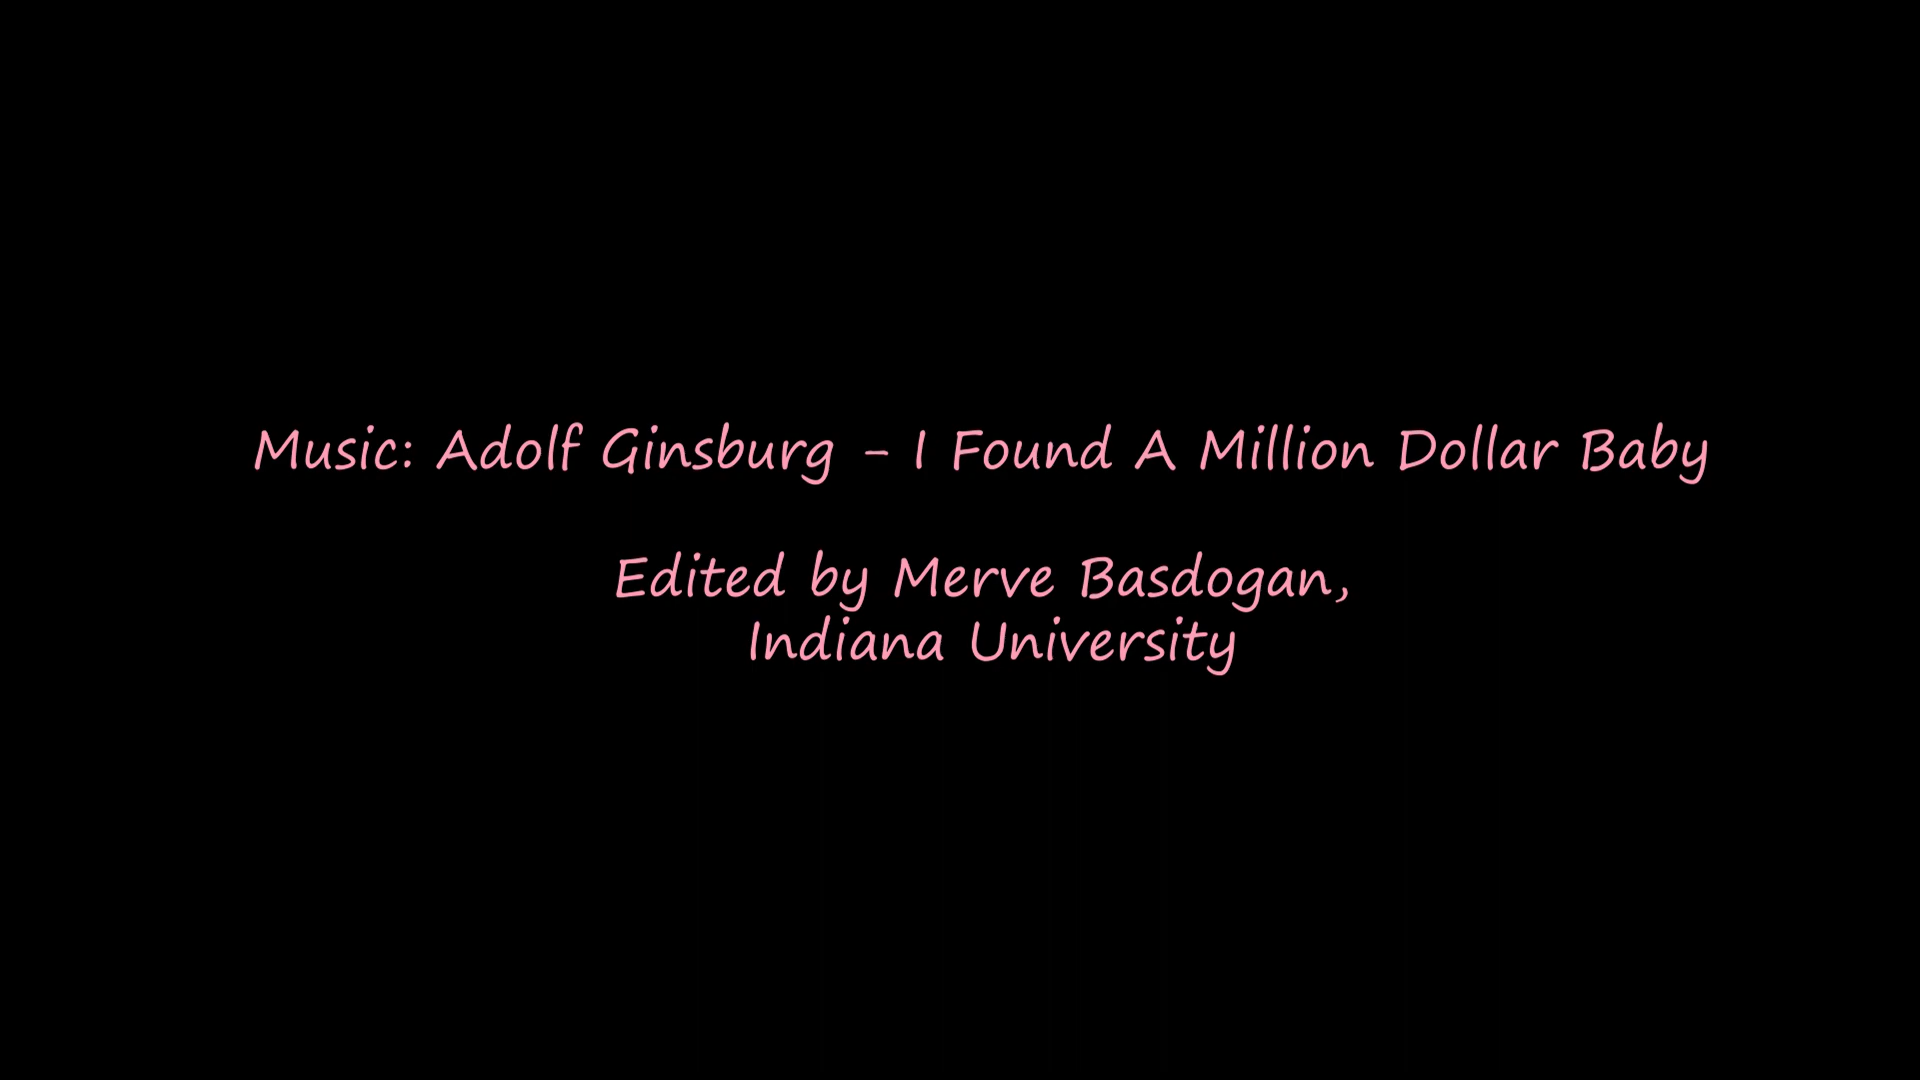 Music: Adolf Ginsburg - I Found A Million Dollar Baby
Edited by Merve Basdogan,
Indiana University